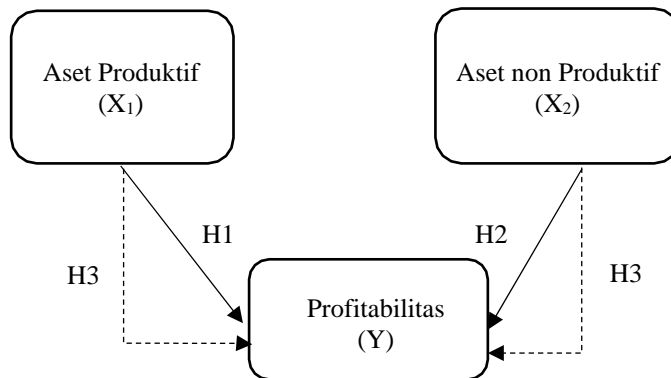 Aset Produktif
(X₁)
Aset non Produktif
(X₂)
H1
H2
H3
H3
Profitabilitas
(Y)